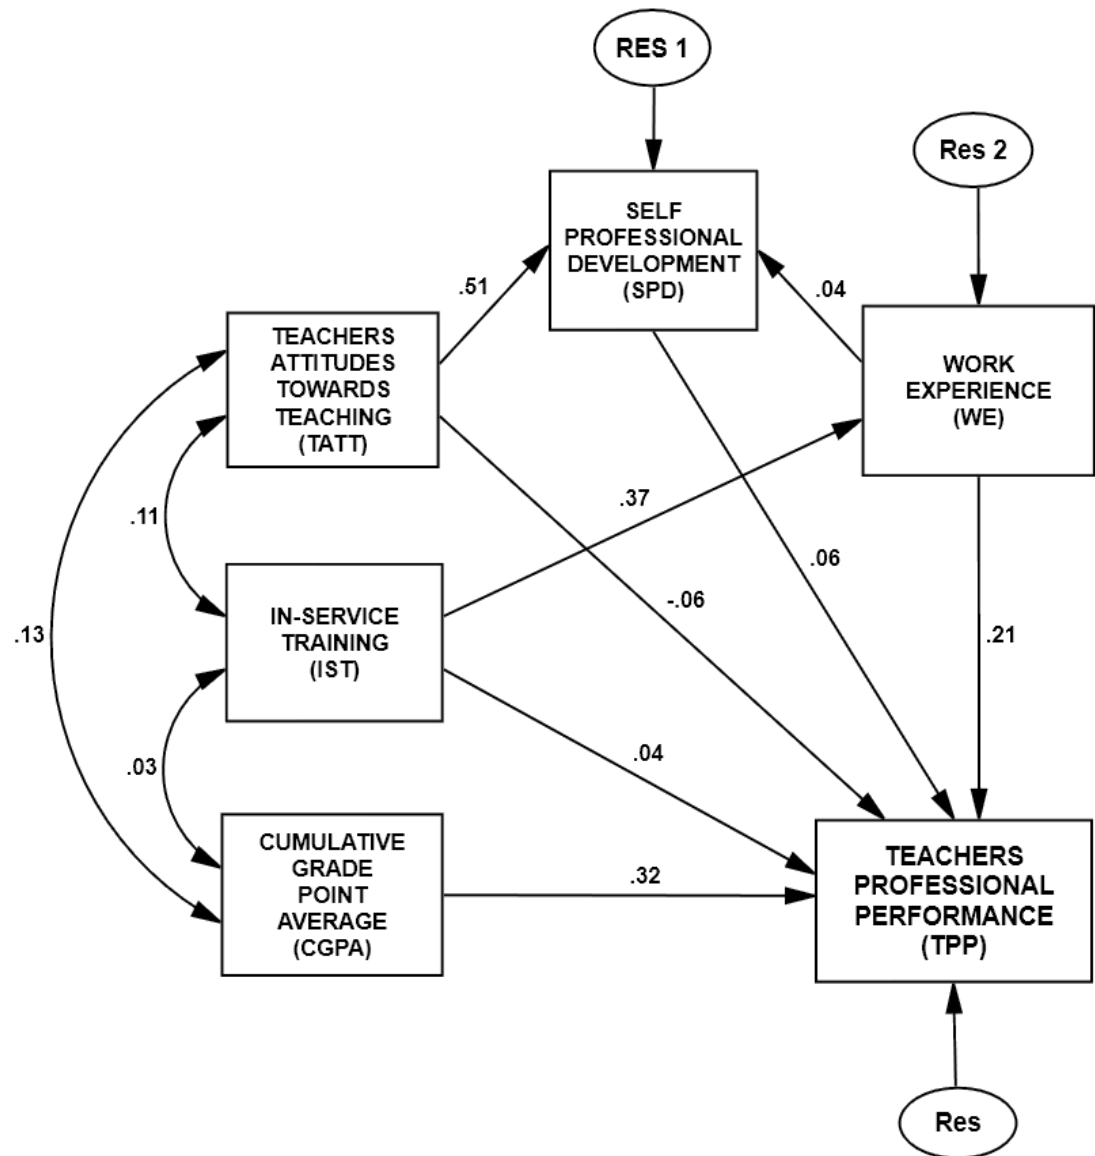 RES 1
Res 2
SELF
PROFESSIONAL
DEVELOPMENT
(SPD)
.51
.04
TEACHERS
ATTITUDES
TOWARDS
TEACHING
(TATT)
WORK
EXPERIENCE
(WE)
.11
.37
.06
-.06
.13
.21
IN-SERVICE
TRAINING
(IST)
.03
.04
CUMULATIVE
GRADE
POINT
AVERAGE
(CGPA)
.32
TEACHERS
PROFESSIONAL
PERFORMANCE
(TPP)
Res